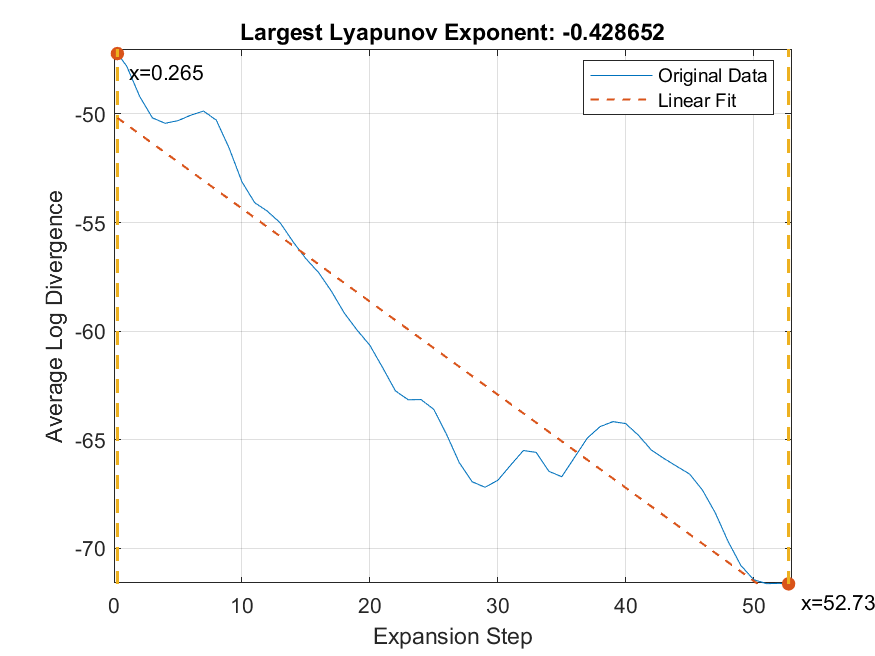 Largest Lyapunov Exponent: -0.428652
x=0.265
Original Data
Linear Fit
-50
-55
-60
-65
-70
Average Log Divergence
0
10
20
30
40
50
x=52.73
Expansion Step